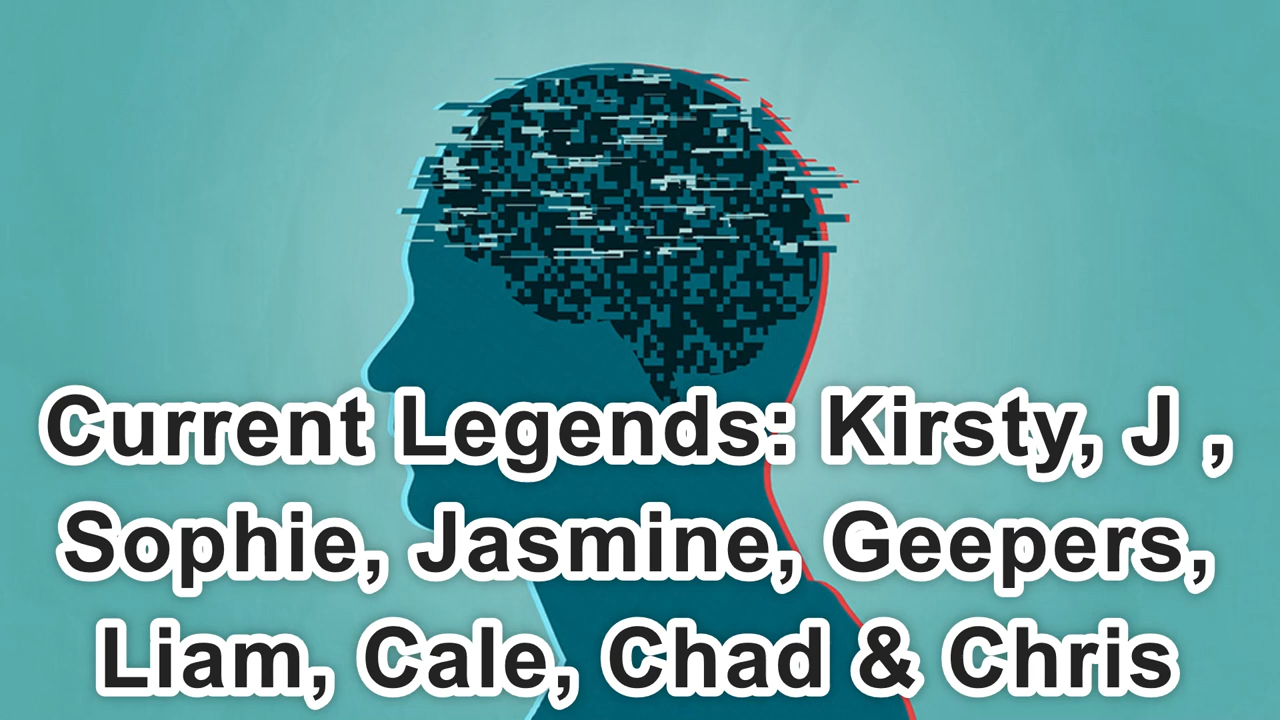 Current Legends: Kirsty, J ,
Sophie, Jasmine, Geepers,
Liam, Cale, Chad & Chris